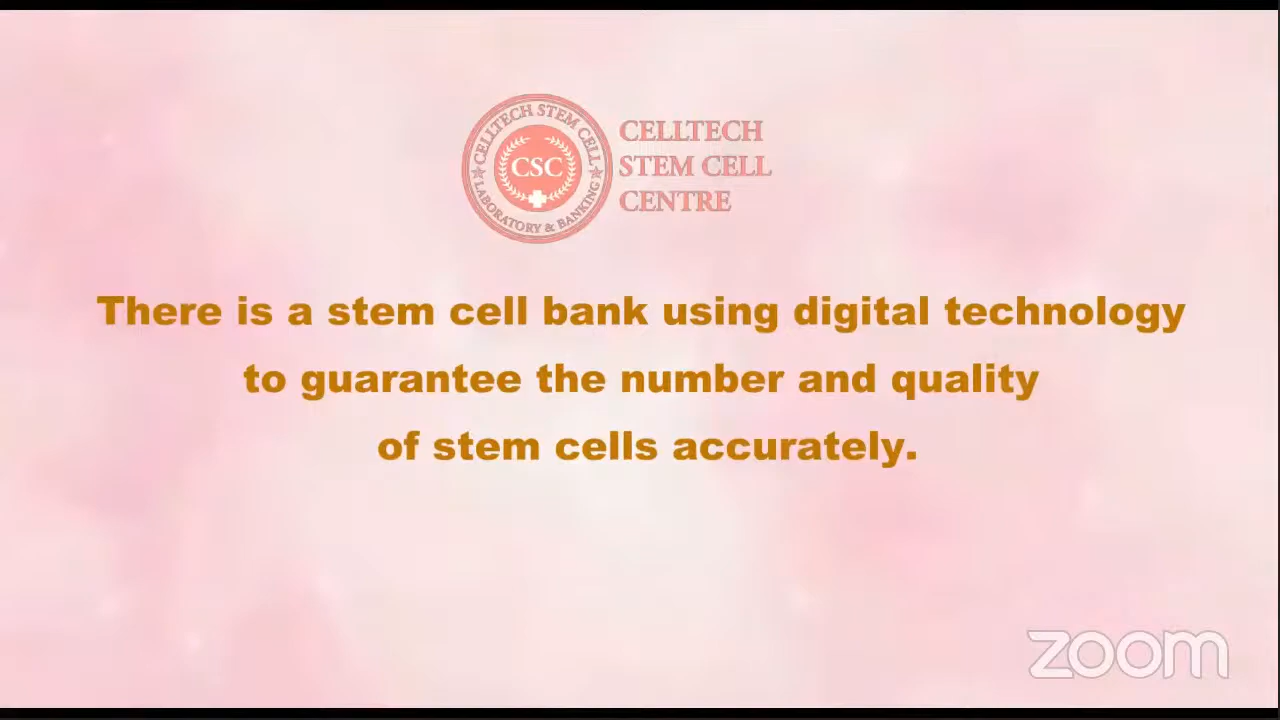 CELLTECH STEM CELL
CSC
LABORATORY & BANKING
CELLTECH
STEM CELL
CENTRE
There is a stem cell bank using digital technology
to guarantee the number and quality
of stem cells accurately.
zoom